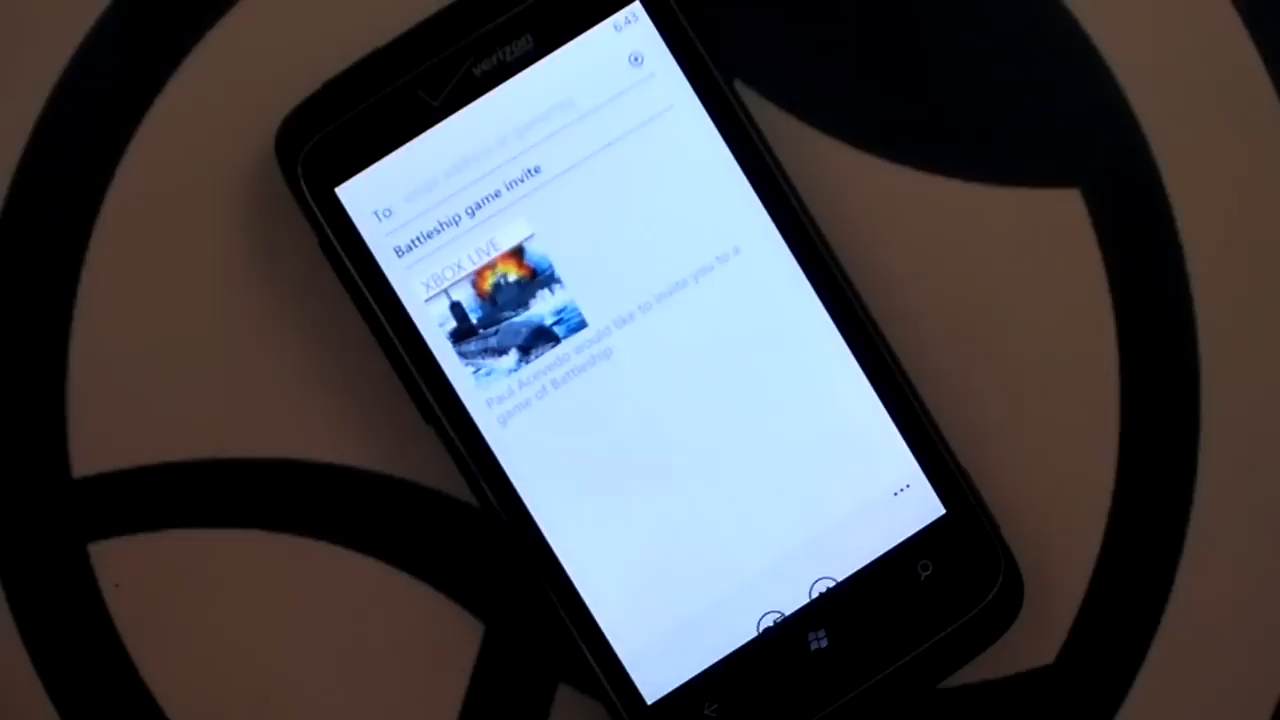 verizon
6:43
To:
Battleship game invite
XBOX LIVE
Paul Acevedo would like to invite you to a
game of Battleship
...